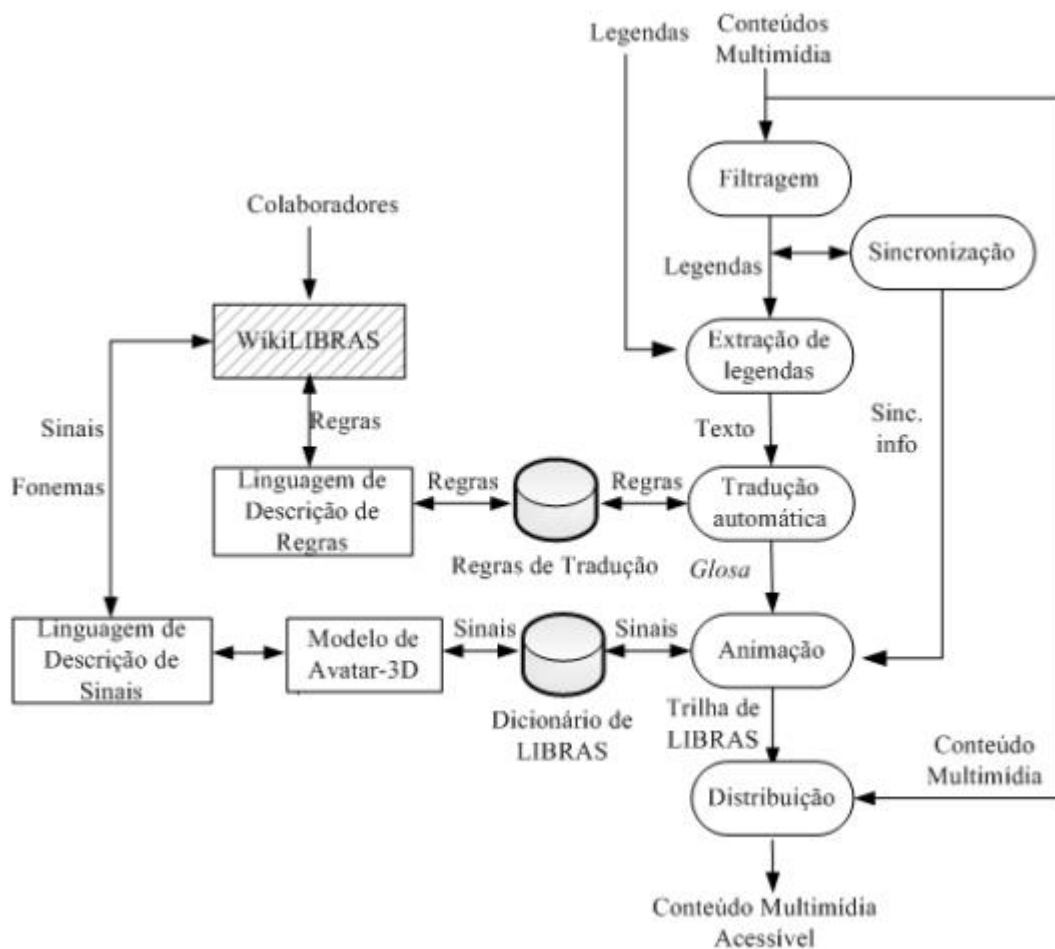 Legendas
Conteúdos
Multimídia
Filtragem
Colaboradores
Legendas
Sincronização
WikiLIBRAS
Extração de
legendas
Sinais
Regras
Texto
Sinc.
info
Fonemas
Linguagem de
Descrição de
Regras
Regras
Regras
Tradução
automática
Regras de Tradução
Glosa
Linguagem de
Descrição de
Sinais
Modelo de
Avatar-3D
Sinais
Sinais
Animação
Dicionário de
LIBRAS
Trilha de
LIBRAS
Conteúdo
Multimídia
Distribuição
Conteúdo Multimídia
Acessível